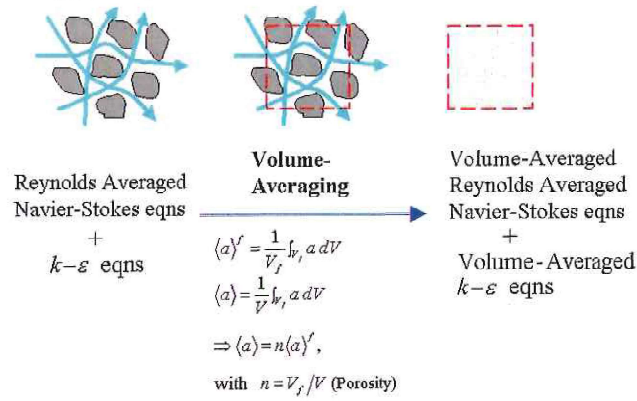 Reynolds Averaged
Navier-Stokes eqns
+
k-ε eqns
Volume-
Averaging
⟨a⟩^f = 1/V_f ∫_{V_f} a dV
⟨a⟩ = 1/V ∫_{V_f} a dV
⇒ ⟨a⟩ = n⟨a⟩^f,
with n = V_f/V (Porosity)
Volume-Averaged
Reynolds Averaged
Navier-Stokes eqns
+
Volume-Averaged
k-ε eqns